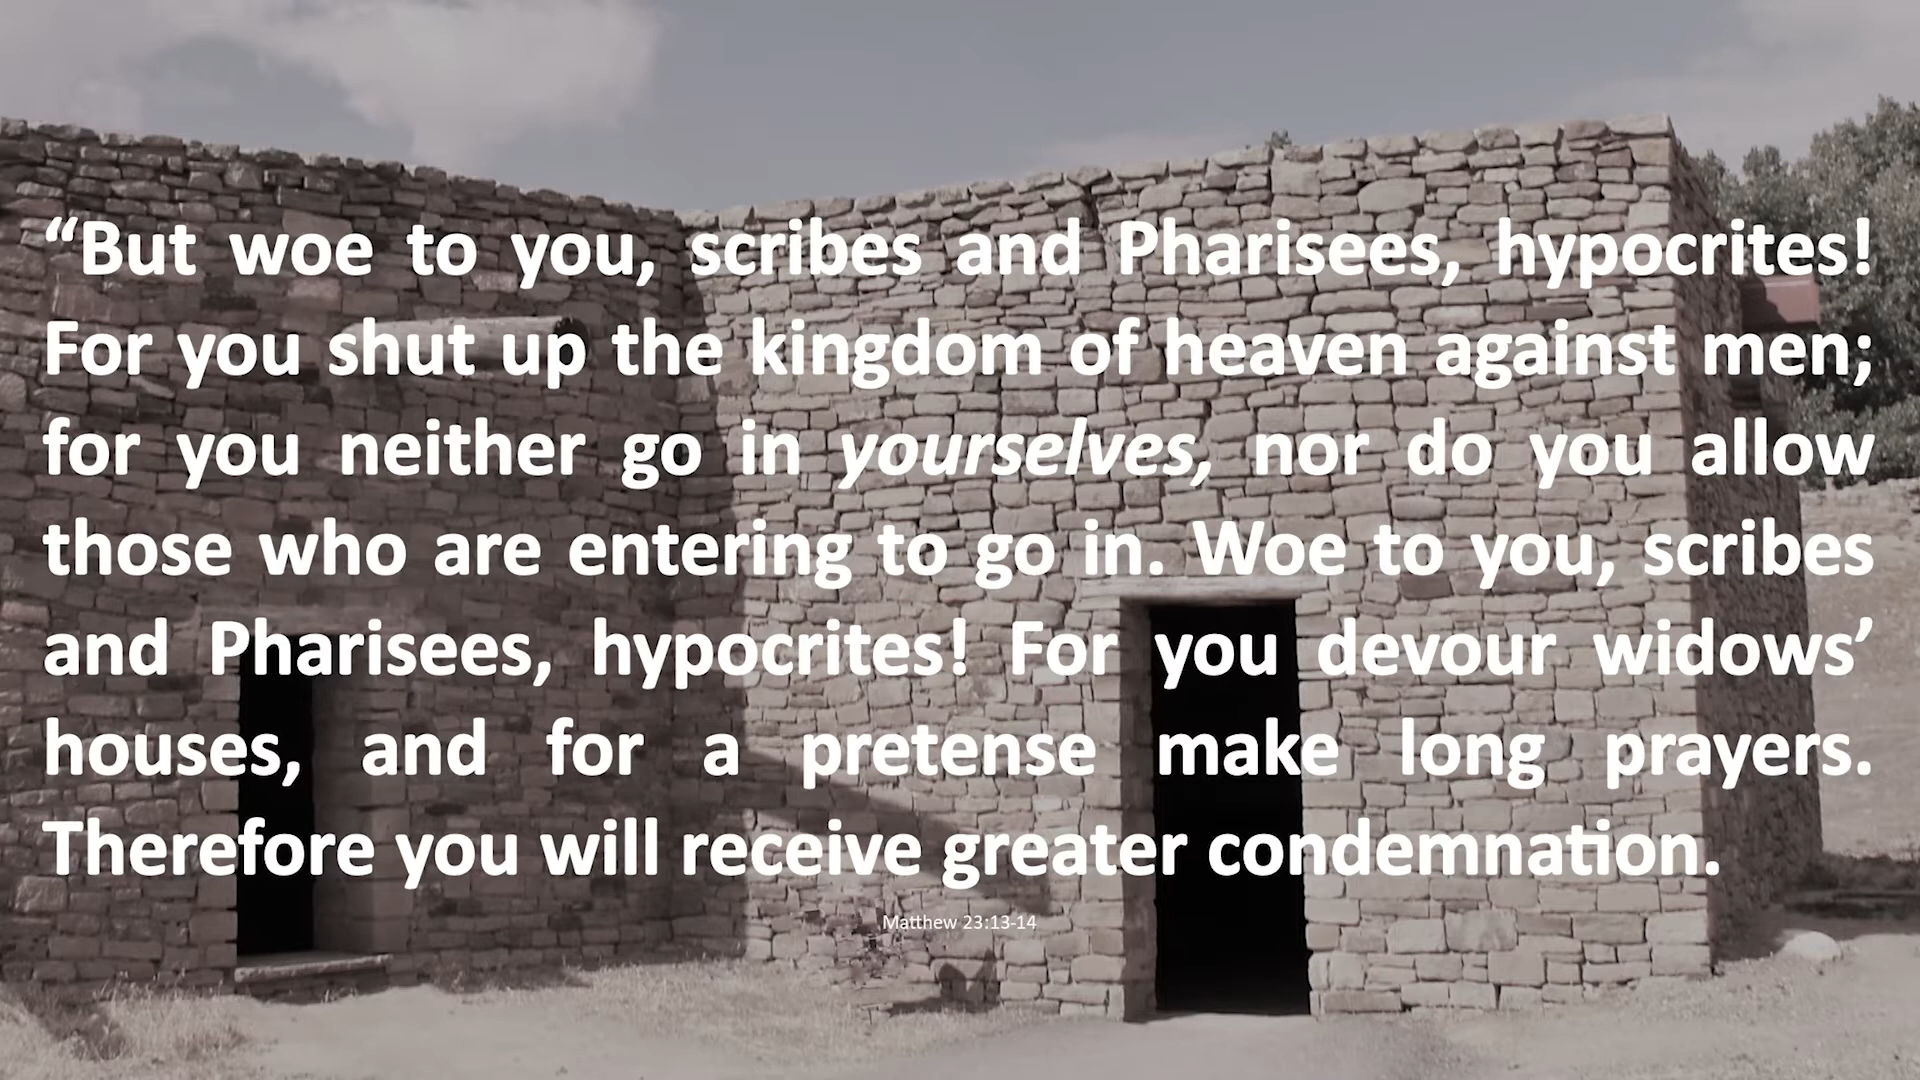 “But woe to you, scribes and Pharisees, hypocrites!
For you shut up the kingdom of heaven against men;
for you neither go in yourselves, nor do you allow
those who are entering to go in. Woe to you, scribes
and Pharisees, hypocrites! For you devour widows’
houses, and for a pretense make long prayers.
Therefore you will receive greater condemnation.
Matthew 23:13-14